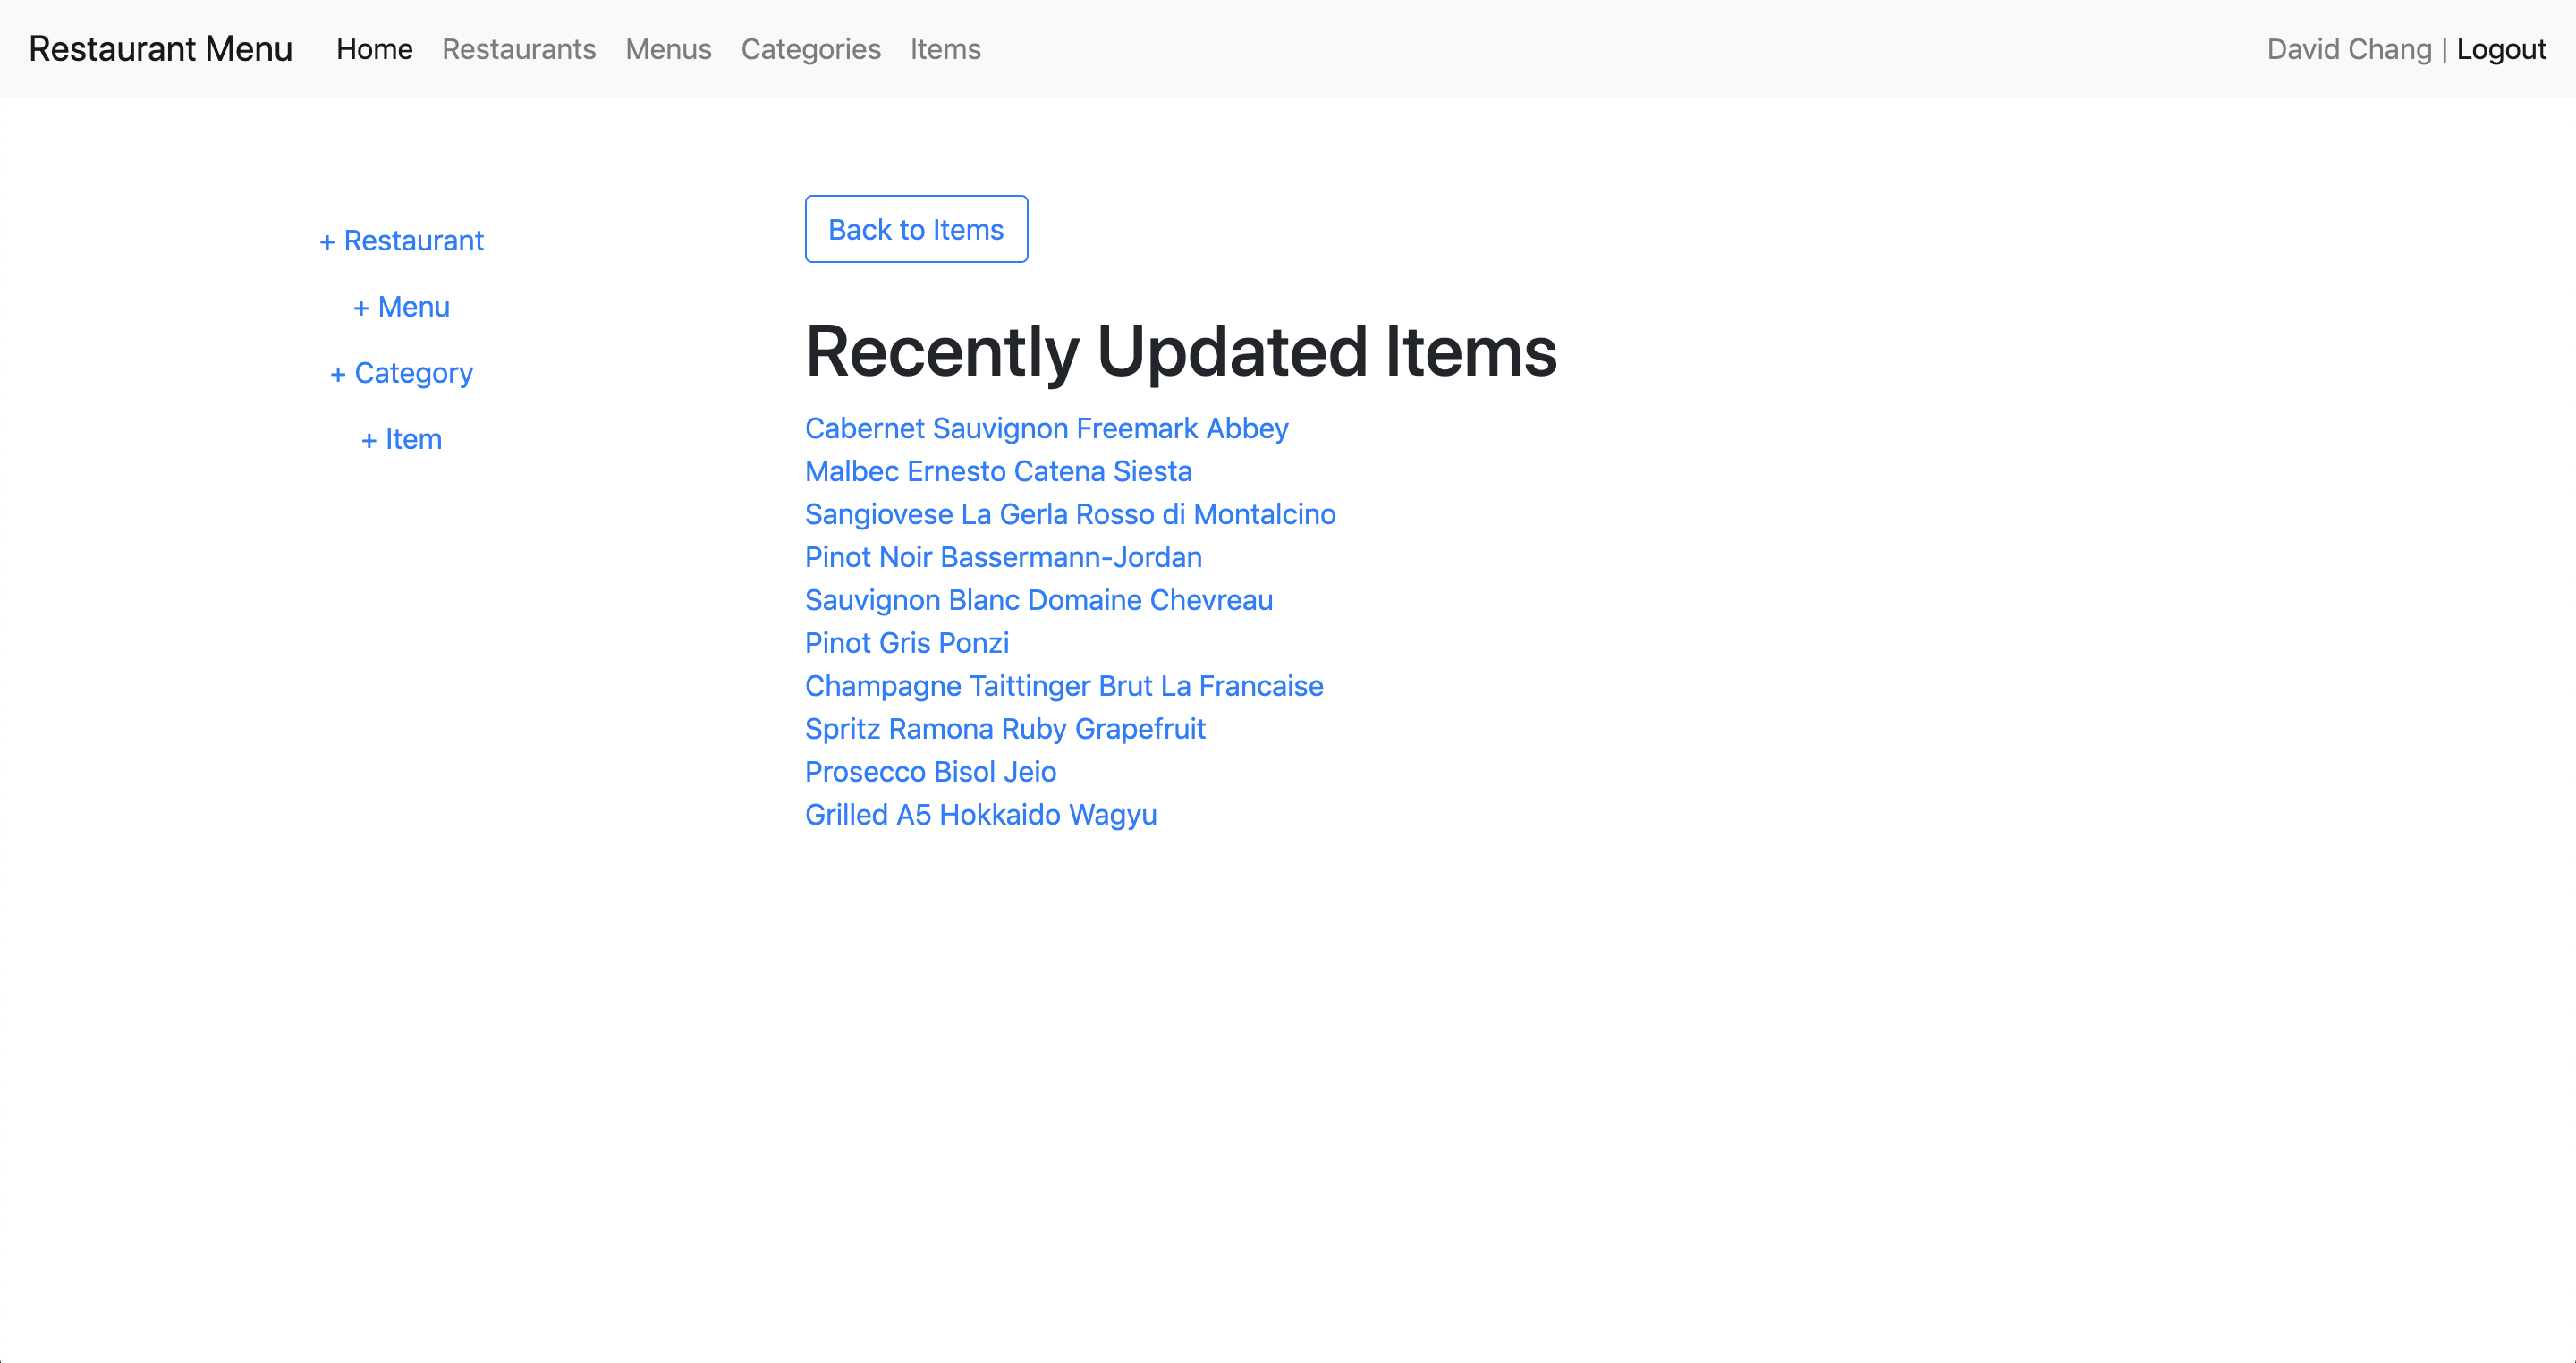 Restaurant Menu Home Restaurants Menus Categories Items David Chang | Logout
+ Restaurant
+ Menu
+ Category
+ Item
Back to Items
Recently Updated Items
Cabernet Sauvignon Freemark Abbey
Malbec Ernesto Catena Siesta
Sangiovese La Gerla Rosso di Montalcino
Pinot Noir Bassermann-Jordan
Sauvignon Blanc Domaine Chevreau
Pinot Gris Ponzi
Champagne Taittinger Brut La Francaise
Spritz Ramona Ruby Grapefruit
Prosecco Bisol Jeio
Grilled A5 Hokkaido Wagyu